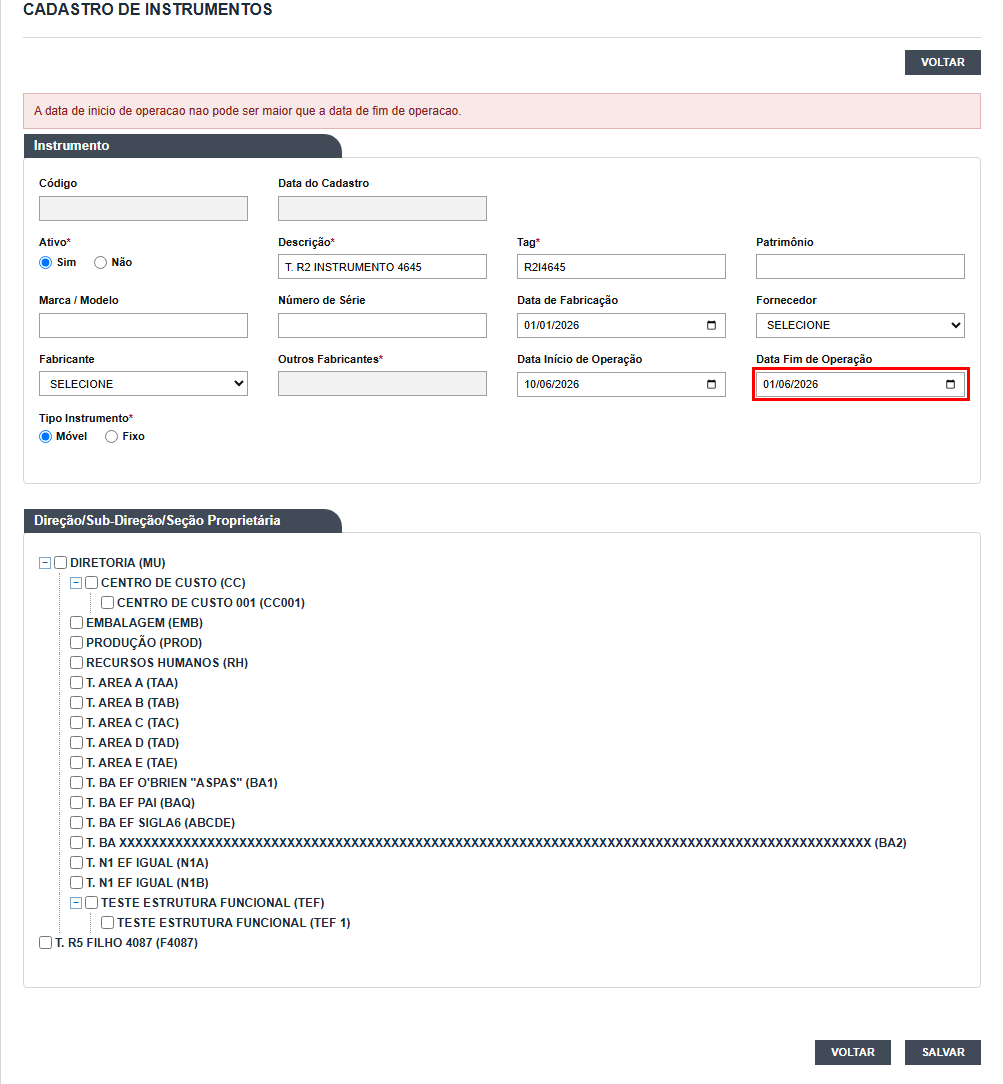 CADASTRO DE INSTRUMENTOS
VOLTAR
A data de inicio de operacao nao pode ser maior que a data de fim de operacao.
Instrumento
Código Data do Cadastro
Ativo* Descrição* Tag* Patrimônio
Sim Não T. R2 INSTRUMENTO 4645 R2I4645
Marca / Modelo Número de Série Data de Fabricação Fornecedor
01/01/2026 SELECIONE
Fabricante Outros Fabricantes* Data Início de Operação Data Fim de Operação
SELECIONE 10/06/2026 01/06/2026
Tipo Instrumento*
Móvel Fixo
Direção/Sub-Direção/Seção Proprietária
DIRETORIA (MU)
CENTRO DE CUSTO (CC)
CENTRO DE CUSTO 001 (CC001)
EMBALAGEM (EMB)
PRODUÇÃO (PROD)
RECURSOS HUMANOS (RH)
T. AREA A (TAA)
T. AREA B (TAB)
T. AREA C (TAC)
T. AREA D (TAD)
T. AREA E (TAE)
T. BA EF O'BRIEN "ASPAS" (BA1)
T. BA EF PAI (BAQ)
T. BA EF SIGLA6 (ABCDE)
T. BA XXXXXXXXXXXXXXXXXXXXXXXXXXXXXXXXXXXXXXXXXXXXXXXXXXXXXXXXXXXXXXXXXXXXXXXXXXXXXXXXXXXXXXXXXXXXXX (BA2)
T. N1 EF IGUAL (N1A)
T. N1 EF IGUAL (N1B)
TESTE ESTRUTURA FUNCIONAL (TEF)
TESTE ESTRUTURA FUNCIONAL (TEF 1)
T. R5 FILHO 4087 (F4087)
VOLTAR SALVAR